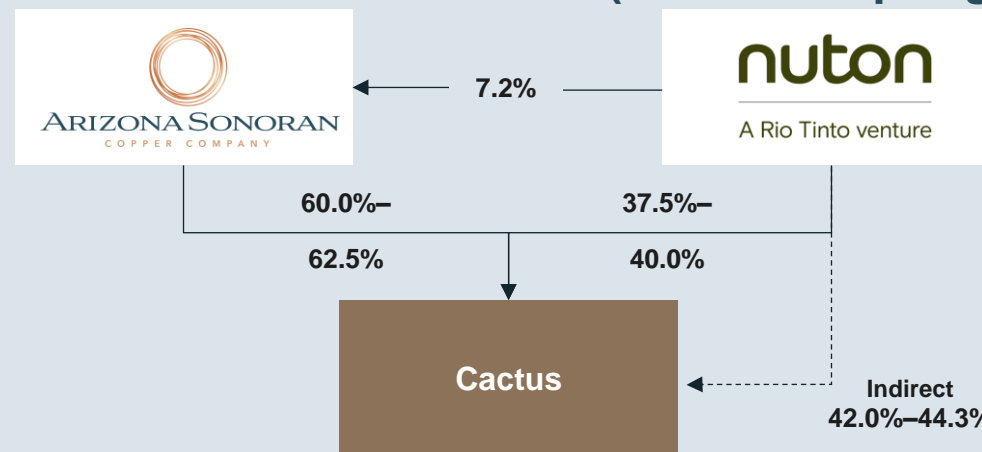 ARIZONA SONORAN
COPPER COMPANY
7.2%
nuton
A Rio Tinto venture
60.0%–
62.5%
37.5%–
40.0%
Cactus
Indirect
42.0%–44.3%